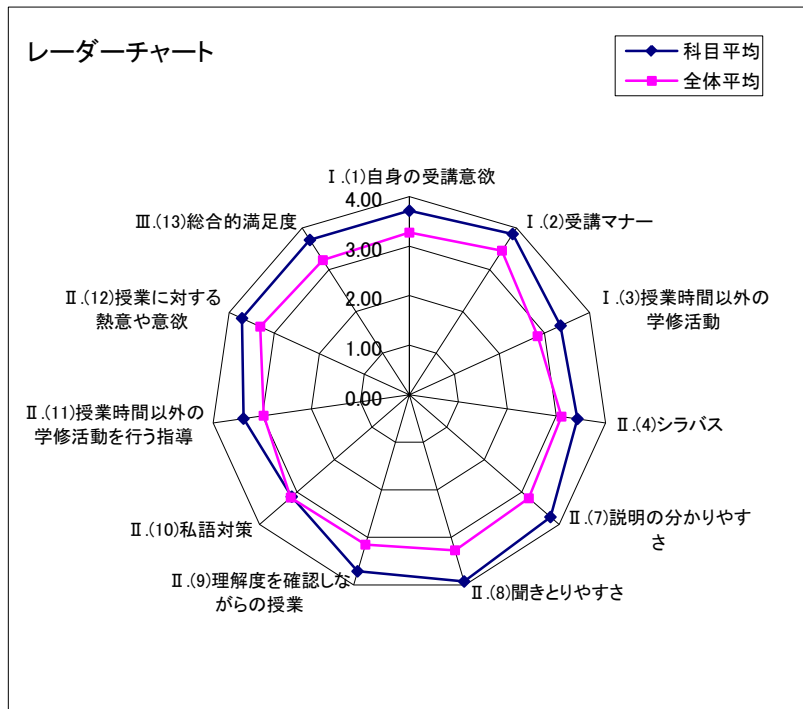 レーダーチャート
科目平均
全体平均
Ⅰ.(1)自身の受講意欲
Ⅰ.(2)受講マナー
Ⅰ.(3)授業時間以外の
学修活動
Ⅱ.(4)シラバス
Ⅱ.(7)説明の分かりやす
さ
Ⅱ.(8)聞きとりやすさ
Ⅱ.(9)理解度を確認しな
がらの授業
Ⅱ.(10)私語対策
Ⅱ.(11)授業時間以外の
学修活動を行う指導
Ⅱ.(12)授業に対する
熱意や意欲
Ⅲ.(13)総合的満足度
4.00
3.00
2.00
1.00
0.00